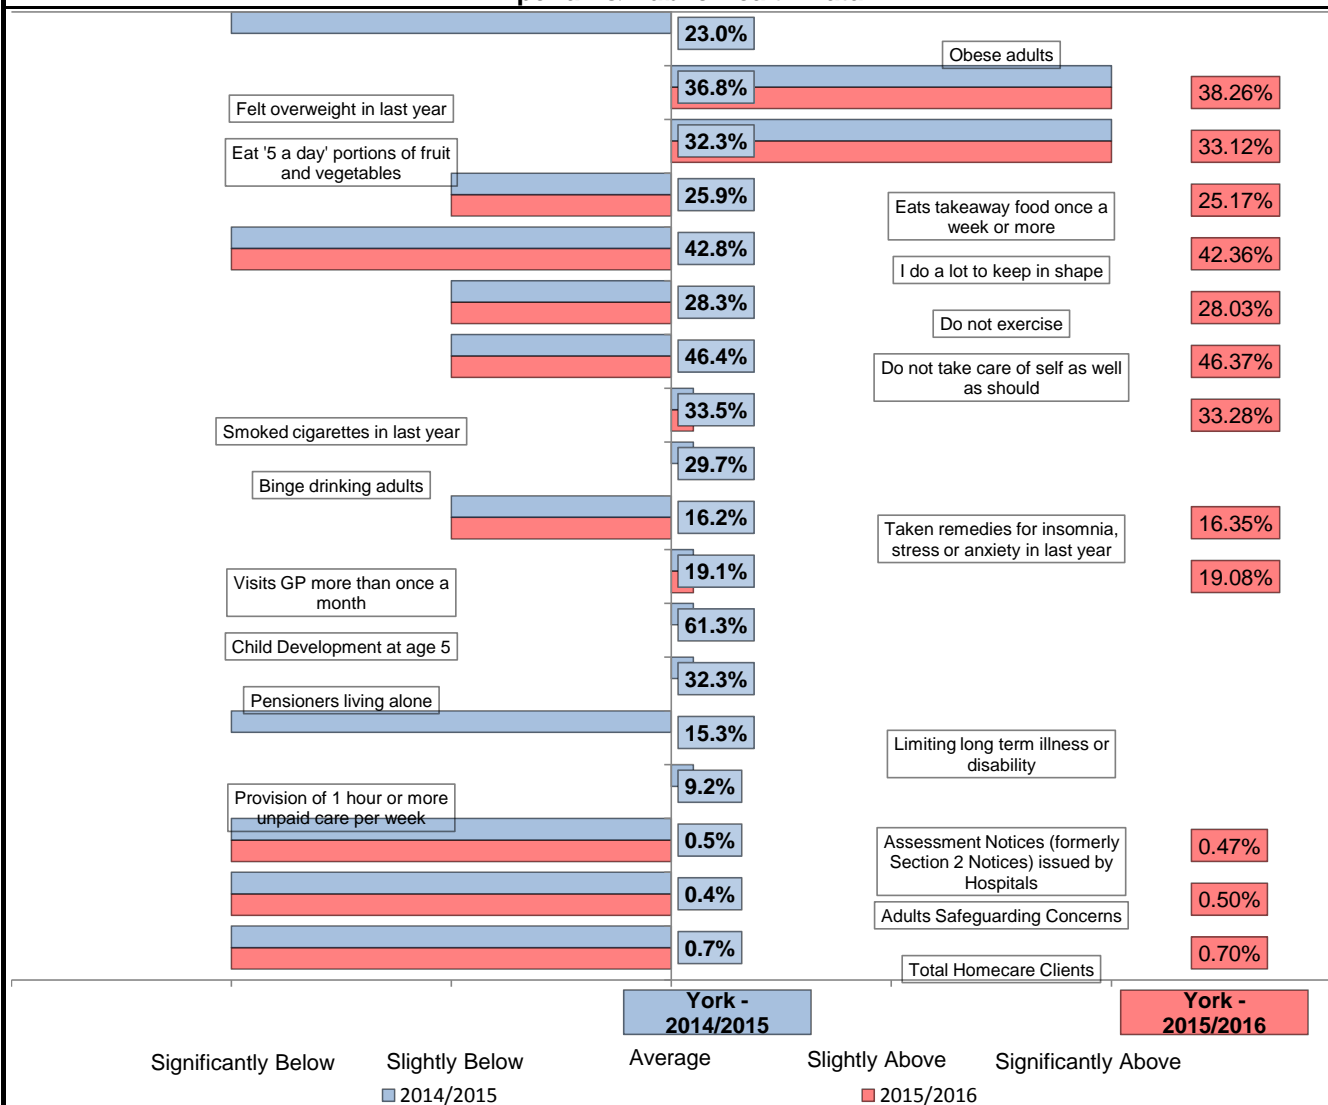 23.0%
Obese adults
36.8%
38.26%
Felt overweight in last year
32.3%
33.12%
Eat '5 a day' portions of fruit
and vegetables
25.9%
25.17%
Eats takeaway food once a
week or more
42.8%
42.36%
I do a lot to keep in shape
28.3%
28.03%
Do not exercise
46.4%
46.37%
Do not take care of self as well
as should
33.5%
33.28%
Smoked cigarettes in last year
29.7%
Binge drinking adults
16.2%
16.35%
Taken remedies for insomnia,
stress or anxiety in last year
19.1%
19.08%
Visits GP more than once a
month
61.3%
Child Development at age 5
32.3%
Pensioners living alone
15.3%
Limiting long term illness or
disability
9.2%
Provision of 1 hour or more
unpaid care per week
0.5%
0.47%
Assessment Notices (formerly
Section 2 Notices) issued by
Hospitals
0.4%
0.50%
Adults Safeguarding Concerns
0.7%
0.70%
Total Homecare Clients
York -
2014/2015
York -
2015/2016
Significantly Below
Slightly Below
Average
Slightly Above
Significantly Above
2014/2015
2015/2016